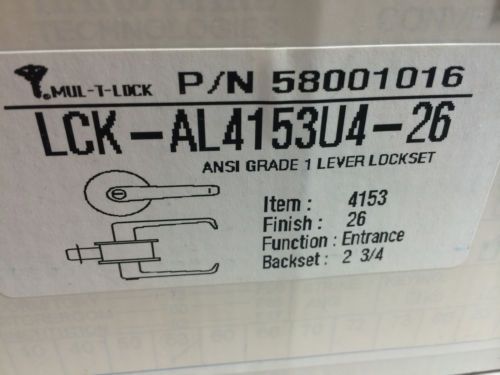 TECHNOLOGIES
MUL-T-LOCK P/N 58001016
LCK-AL4153U4-26
ANSI GRADE 1 LEVER LOCKSET
Item : 4153
Finish : 26
Function : Entrance
Backset : 2 3/4